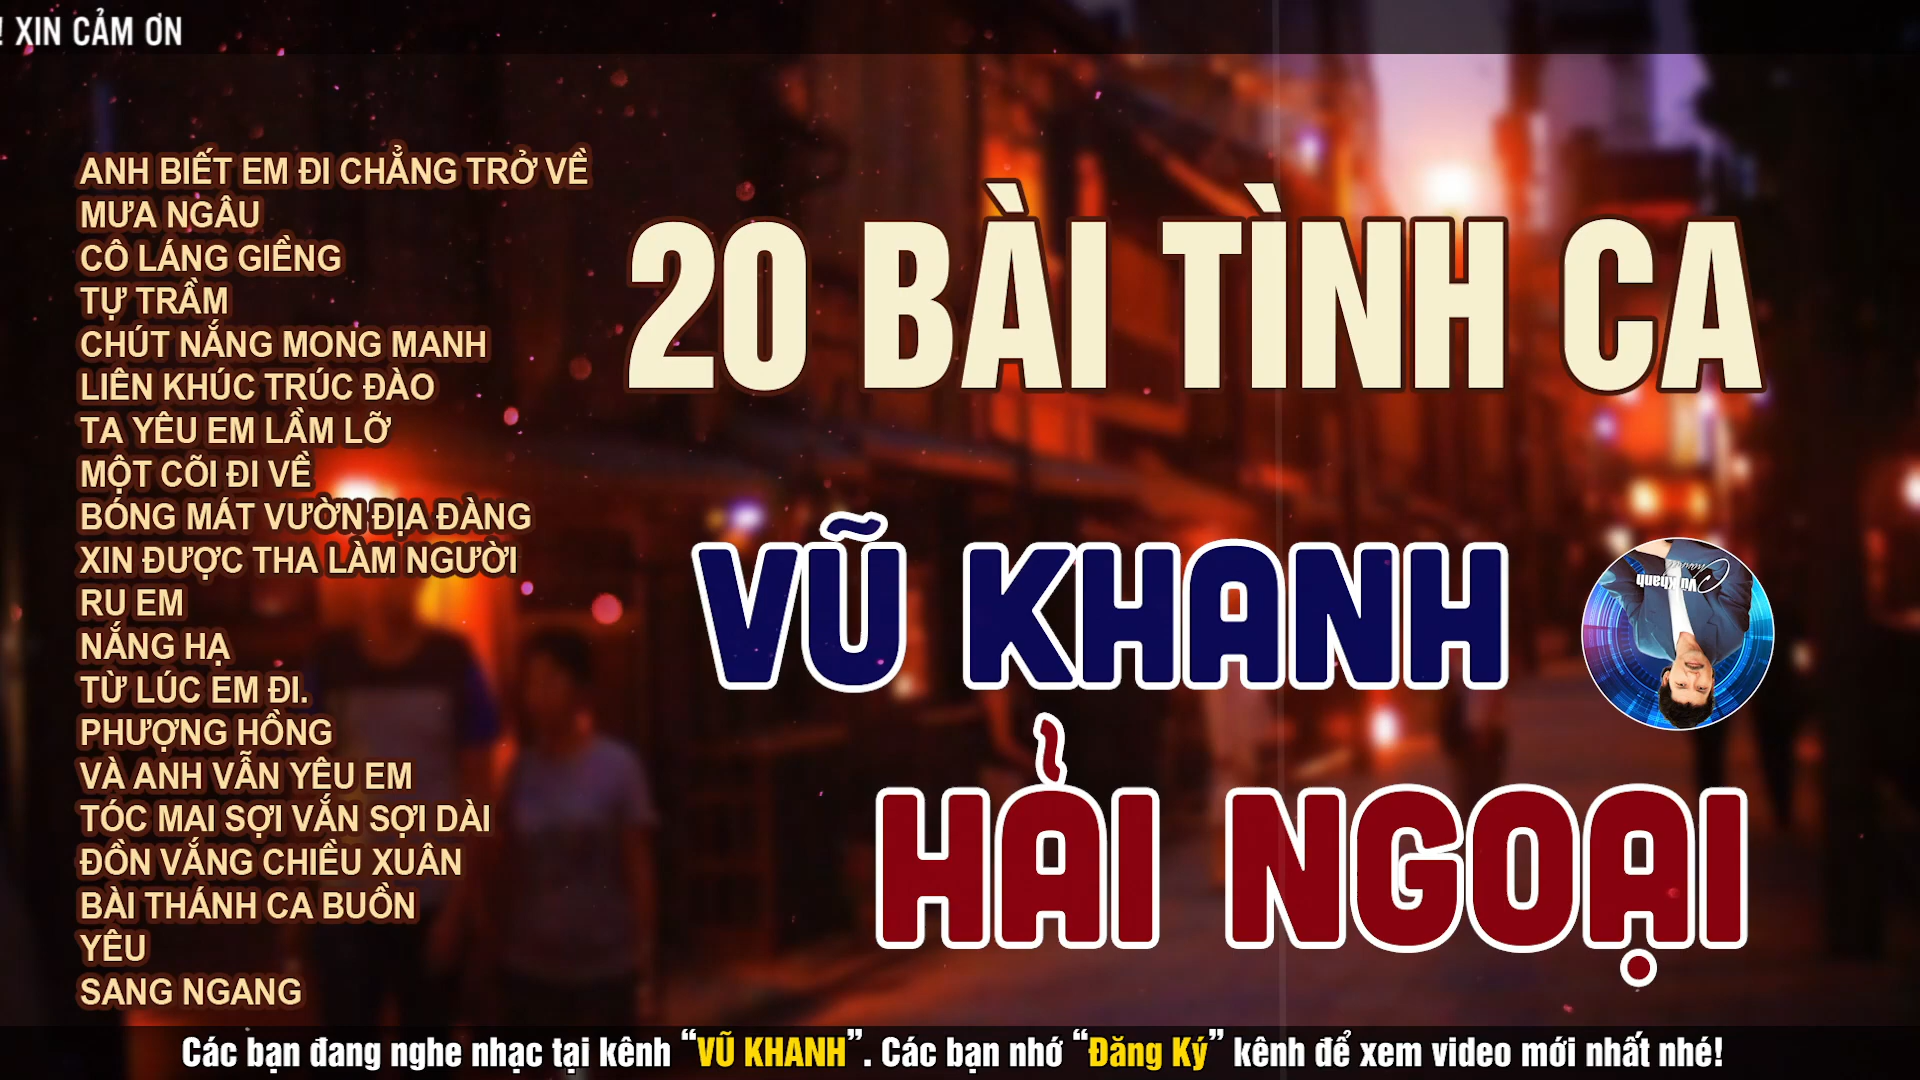 ! XIN CẢM ƠN
ANH BIẾT EM ĐI CHẲNG TRỞ VỀ
MƯA NGÂU
CÔ LÁNG GIỀNG
TỰ TRẦM
CHÚT NẮNG MONG MANH
LIÊN KHÚC TRÚC ĐÀO
TA YÊU EM LẦM LỠ
MỘT CÕI ĐI VỀ
BÓNG MÁT VƯỜN ĐỊA ĐÀNG
XIN ĐƯỢC THA LÀM NGƯỜI
RU EM
NẮNG HẠ
TỪ LÚC EM ĐI.
PHƯỢNG HỒNG
VÀ ANH VẪN YÊU EM
TÓC MAI SỢI VẮN SỢI DÀI
ĐỒN VẮNG CHIỀU XUÂN
BÀI THÁNH CA BUỒN
YÊU
SANG NGANG
20 BÀI TÌNH CA
VŨ KHANH
HẢI NGOẠI
Vũ Khanh
Channel
Các bạn đang nghe nhạc tại kênh “VŨ KHANH”. Các bạn nhớ “Đăng Ký” kênh để xem video mới nhất nhé!